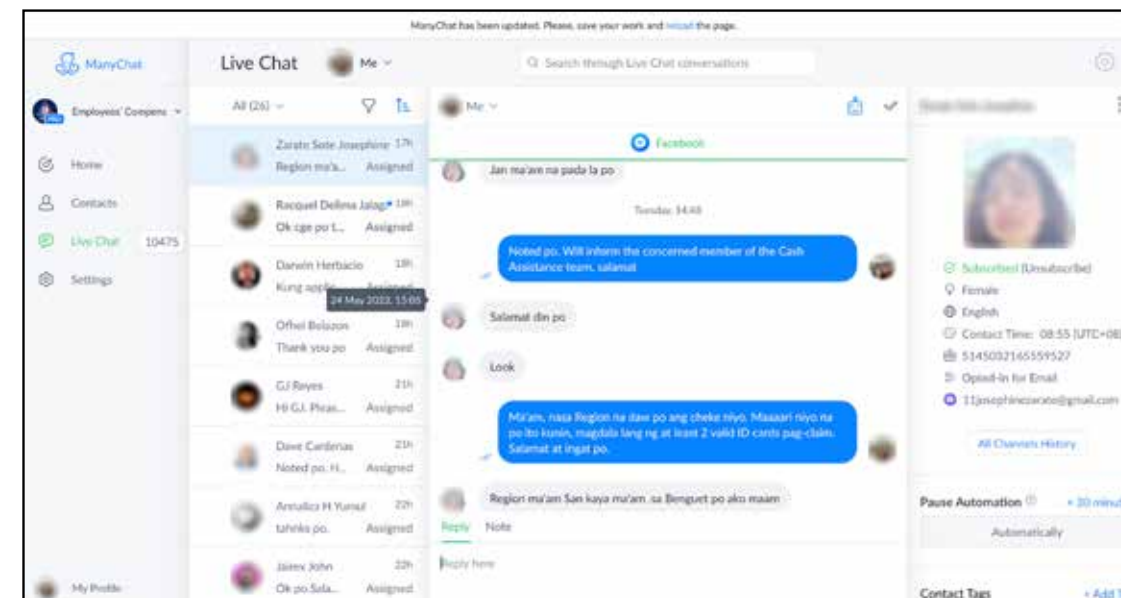 ManyChat has been updated. Please, save your work and reload the page.
ManyChat
Live Chat
Me
Search through Live Chat conversations
Employees' Compens
Home
Contacts
Live Chat 10475
Settings
My Profile
All (26)
Zarate Sote Josephine 17h
Region ma'a... Assigned
Racquel Delima Jalag 18h
Ok cge po t... Assigned
Darwin Herbacio 18h
Kung applic Assigned
24 May 2023, 15:05
18h
Thank you po Assigned
GJ Reyes 21h
Hi GJ. Pleas... Assigned
Dave Cardenas 21h
Noted po. H... Assigned
Annaliza H Yumul 22h
tahnks po. Assigned
John 22h
Ok po Sala... Assigned
Me
Facebook
Jan ma'am na pada la po
Tuesday, 14:48
Noted po. Will inform the concerned member of the Cash
Assistance team, salamat
Salamat din po
Look
Ma'am, nasa Region na daw po ang cheke niyo. Maaari niyo na
po ito kunin, magdala lang ng at least 2 valid ID cards pag-claim.
Salamat at ingat po.
Region ma'am San kaya ma'am, sa Benguet po ako maam
Reply Note
Reply here
Subscribed (Unsubscribe)
Female
English
Contact Time: 08:55 (UTC+08
5145032165559527
Opted-in for Email
11josephinezarate@gmail.com
All Channels History
Pause Automation + 30 minut
Automatically
Contact Tags + Add T